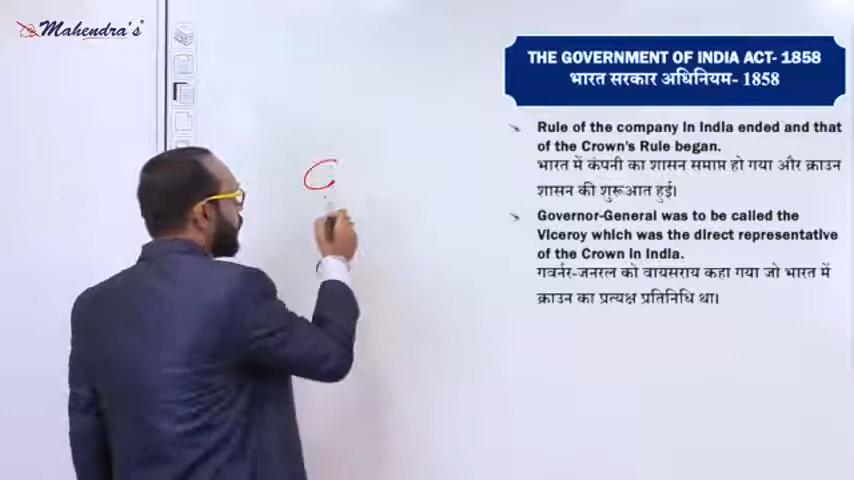 Mahendra's
THE GOVERNMENT OF INDIA ACT- 1858
भारत सरकार अधिनियम- 1858
Rule of the company in India ended and that
of the Crown's Rule began.
भारत में कंपनी का शासन समाप्त हो गया और क्राउन
शासन की शुरूआत हुई।
Governor-General was to be called the
Viceroy which was the direct representative
of the Crown in India.
गवर्नर-जनरल को वायसराय कहा गया जो भारत में
क्राउन का प्रत्यक्ष प्रतिनिधि था।